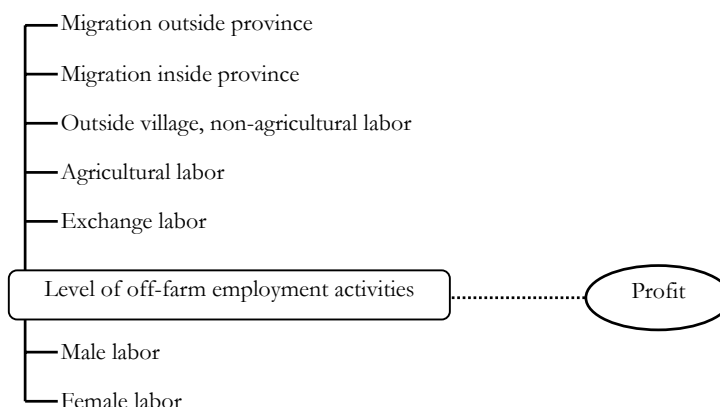 Migration outside province
Migration inside province
Outside village, non-agricultural labor
Agricultural labor
Exchange labor
Level of off-farm employment activities
Profit
Male labor
Female labor